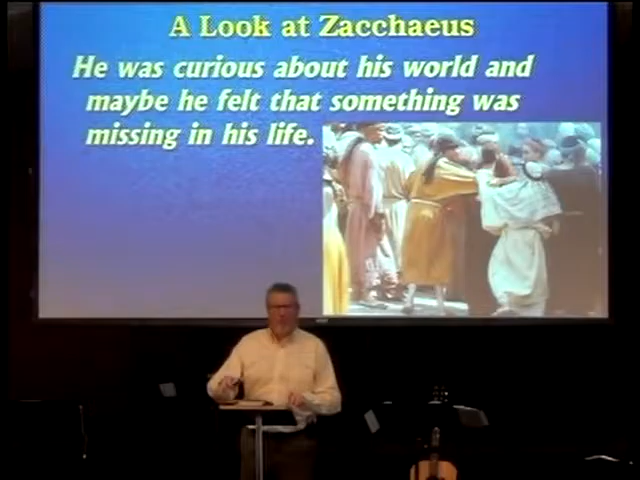 A Look at Zacchaeus
He was curious about his world and
maybe he felt that something was
missing in his life.